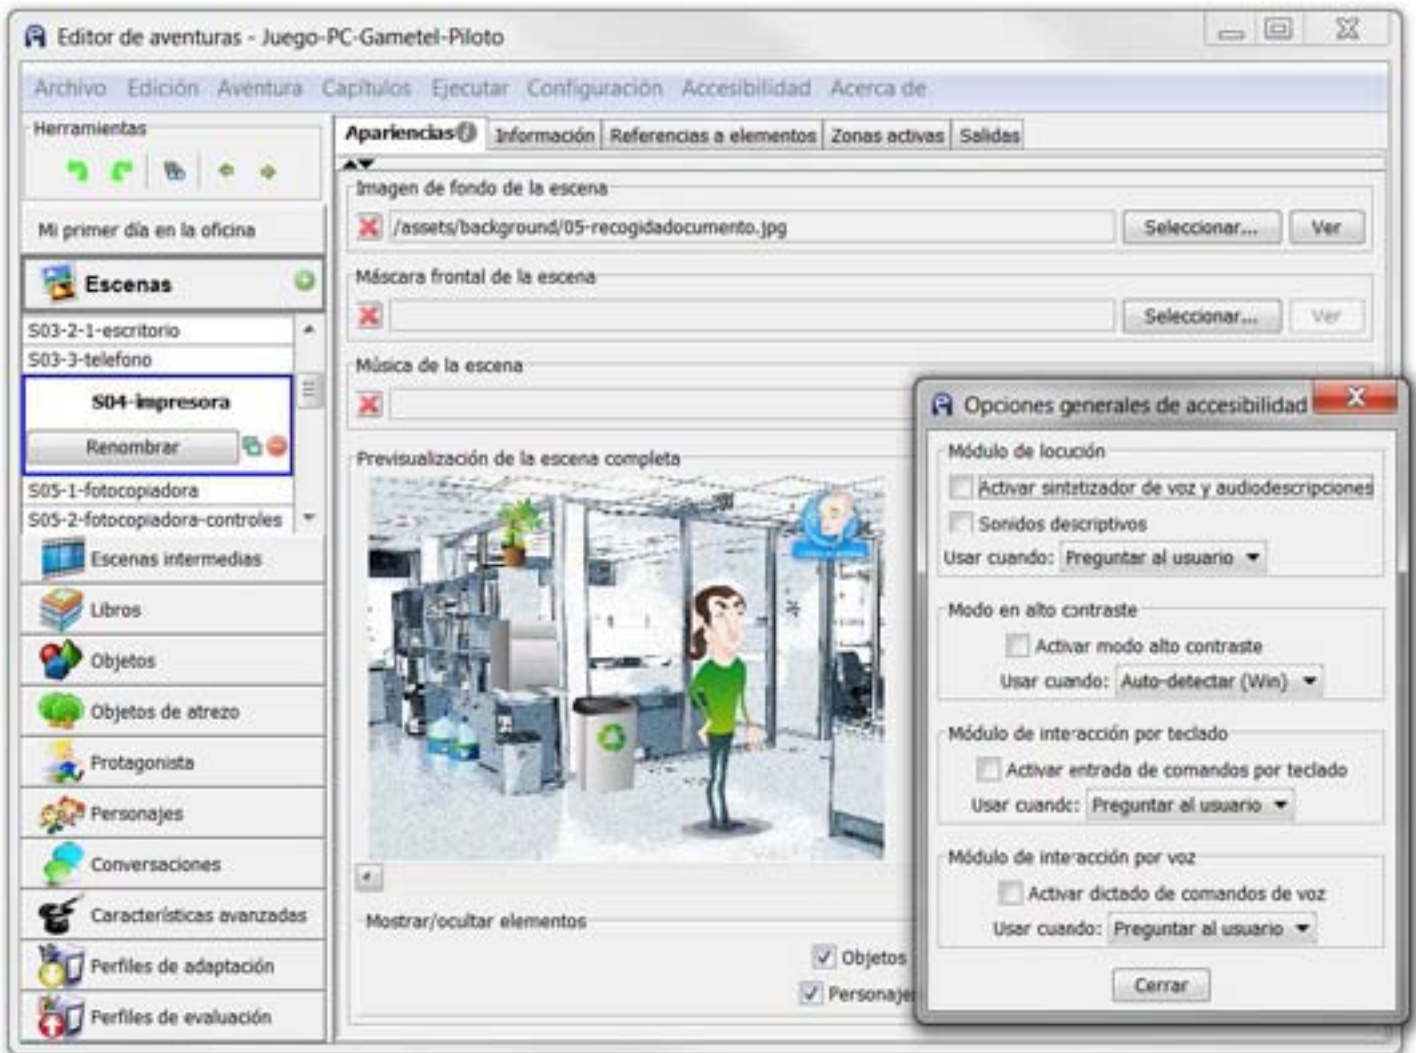 Editor de aventuras - Juego-PC-Gametel-Piloto
Archivo Edición Aventura Capítulos Ejecutar Configuración Accesibilidad Acerca de
Herramientas
Mi primer día en la oficina
Escenas
S03-2-1-escritorio
S03-3-telefono
S04-impresora
Renombrar
S05-1-fotocopiadora
S05-2-fotocopiadora-controles
Escenas intermedias
Libros
Objetos
Objetos de atrezo
Protagonista
Personajes
Conversaciones
Características avanzadas
Perfiles de adaptación
Perfiles de evaluación
Apariencias Información Referencias a elementos Zonas activas Salidas
Imagen de fondo de la escena
/assets/background/05-recogidadocumento.jpg Seleccionar... Ver
Máscara frontal de la escena
Seleccionar... Ver
Música de la escena
Previsualización de la escena completa
Mostrar/ocultar elementos
Objetos
Personaje
Opciones generales de accesibilidad
Módulo de locución
Activar sintetizador de voz y audiodescripciones
Sonidos descriptivos
Usar cuando: Preguntar al usuario
Modo en alto contraste
Activar modo alto contraste
Usar cuando: Auto-detectar (Win)
Módulo de interacción por teclado
Activar entrada de comandos por teclado
Usar cuando: Preguntar al usuario
Módulo de interacción por voz
Activar dictado de comandos de voz
Usar cuando: Preguntar al usuario
Cerrar